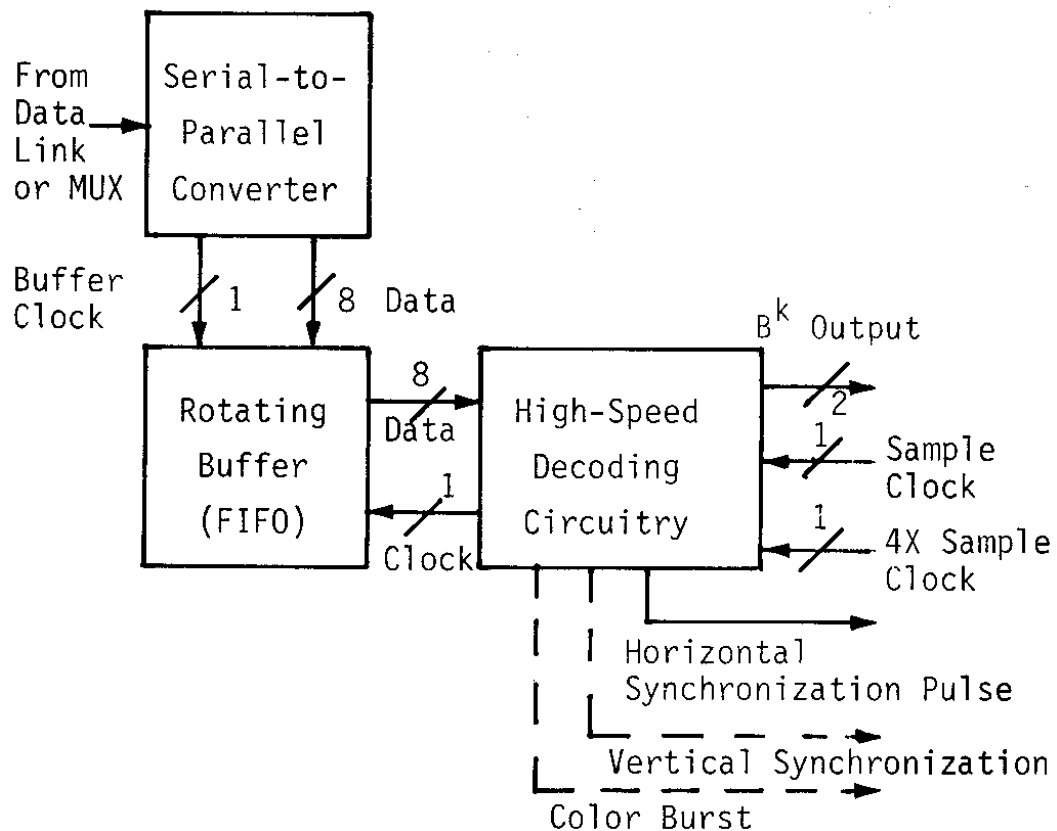 From
Data
Link
or MUX
Serial-to-
Parallel
Converter
Buffer
Clock
1
8 Data
Rotating
Buffer
(FIFO)
8
Data
1
Clock
High-Speed
Decoding
Circuitry
B^k Output
2
1
Sample
Clock
1
4X Sample
Clock
Horizontal
Synchronization Pulse
Vertical Synchronization
Color Burst